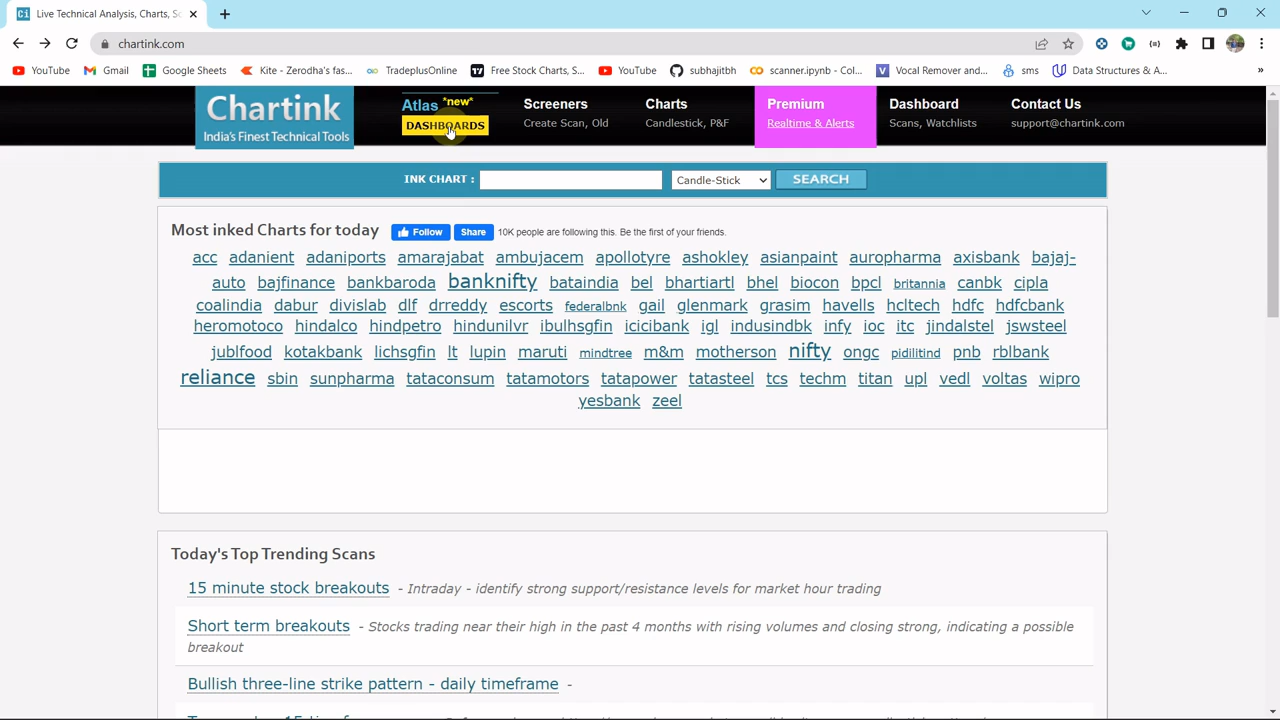 Live Technical Analysis, Charts, Sc
chartink.com
YouTube Gmail Google Sheets Kite - Zerodha's fas... TradeplusOnline Free Stock Charts, S... YouTube subhajitbh scanner.ipynb - Col... Vocal Remover and... sms Data Structures & A... »
Chartink
India's Finest Technical Tools
Atlas *new*
DASHBOARDS
Screeners
Create Scan, Old
Charts
Candlestick, P&F
Premium
Realtime & Alerts
Dashboard
Scans, Watchlists
Contact Us
support@chartink.com
INK CHART : Candle-Stick SEARCH
Most inked Charts for today Follow Share 10K people are following this. Be the first of your friends.
acc adanient adaniports amarajabat ambujacem apollotyre ashokley asianpaint auropharma axisbank bajaj-
auto bajfinance bankbaroda banknifty bataindia bel bhartiartl bhel biocon bpcl britannia canbk cipla
coalindia dabur divislab dlf drreddy escorts federalbnk gail glenmark grasim havells hcltech hdfc hdfcbank
heromotoco hindalco hindpetro hindunilvr ibulhsgfin icicibank igl indusindbk infy ioc itc jindalstel jswsteel
jublfood kotakbank lichsgfin lt lupin maruti mindtree m&m motherson nifty ongc pidilitind pnb rblbank
reliance sbin sunpharma tataconsum tatamotors tatapower tatasteel tcs techm titan upl vedl voltas wipro
yesbank zeel
Today's Top Trending Scans
15 minute stock breakouts - Intraday - identify strong support/resistance levels for market hour trading
Short term breakouts - Stocks trading near their high in the past 4 months with rising volumes and closing strong, indicating a possible
breakout
Bullish three-line strike pattern - daily timeframe -